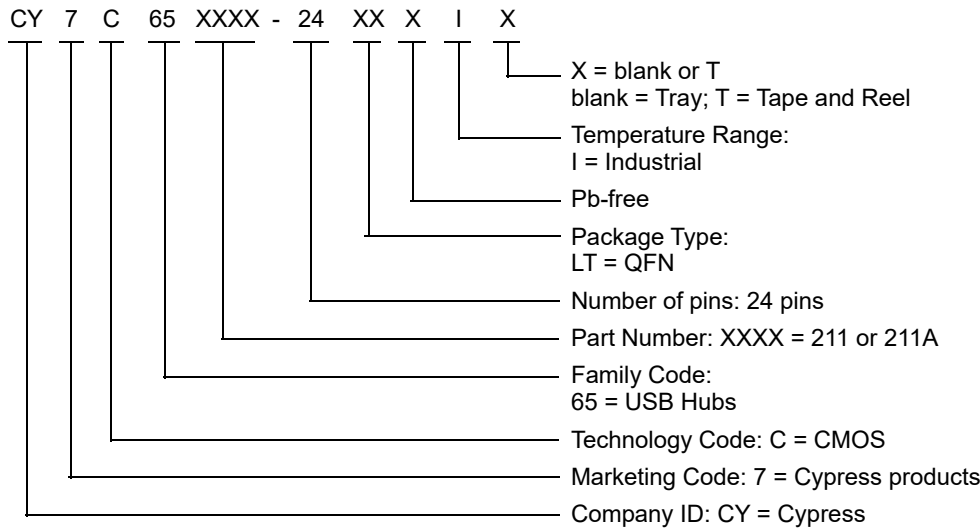 CY 7 C 65 XXXX - 24 XX X I X
X = blank or T
blank = Tray; T = Tape and Reel
Temperature Range:
I = Industrial
Pb-free
Package Type:
LT = QFN
Number of pins: 24 pins
Part Number: XXXX = 211 or 211A
Family Code:
65 = USB Hubs
Technology Code: C = CMOS
Marketing Code: 7 = Cypress products
Company ID: CY = Cypress